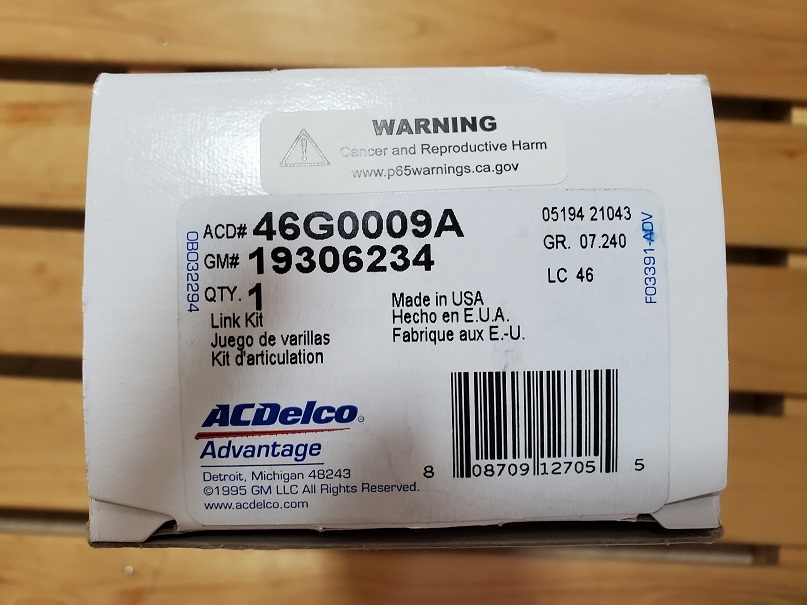 WARNING
Cancer and Reproductive Harm
www.p65warnings.ca.gov
ACD# 46G0009A
GM# 19306234
QTY. 1
Link Kit
Juego de varillas
Kit d'articulation
Made in USA
Hecho en E.U.A.
Fabrique aux E.-U.
05194 21043
GR. 07.240
LC 46
0B032294
F03391-ADV
ACDelco®
Advantage
Detroit, Michigan 48243
©1995 GM LLC All Rights Reserved.
www.acdelco.com
8 08709 12705 5